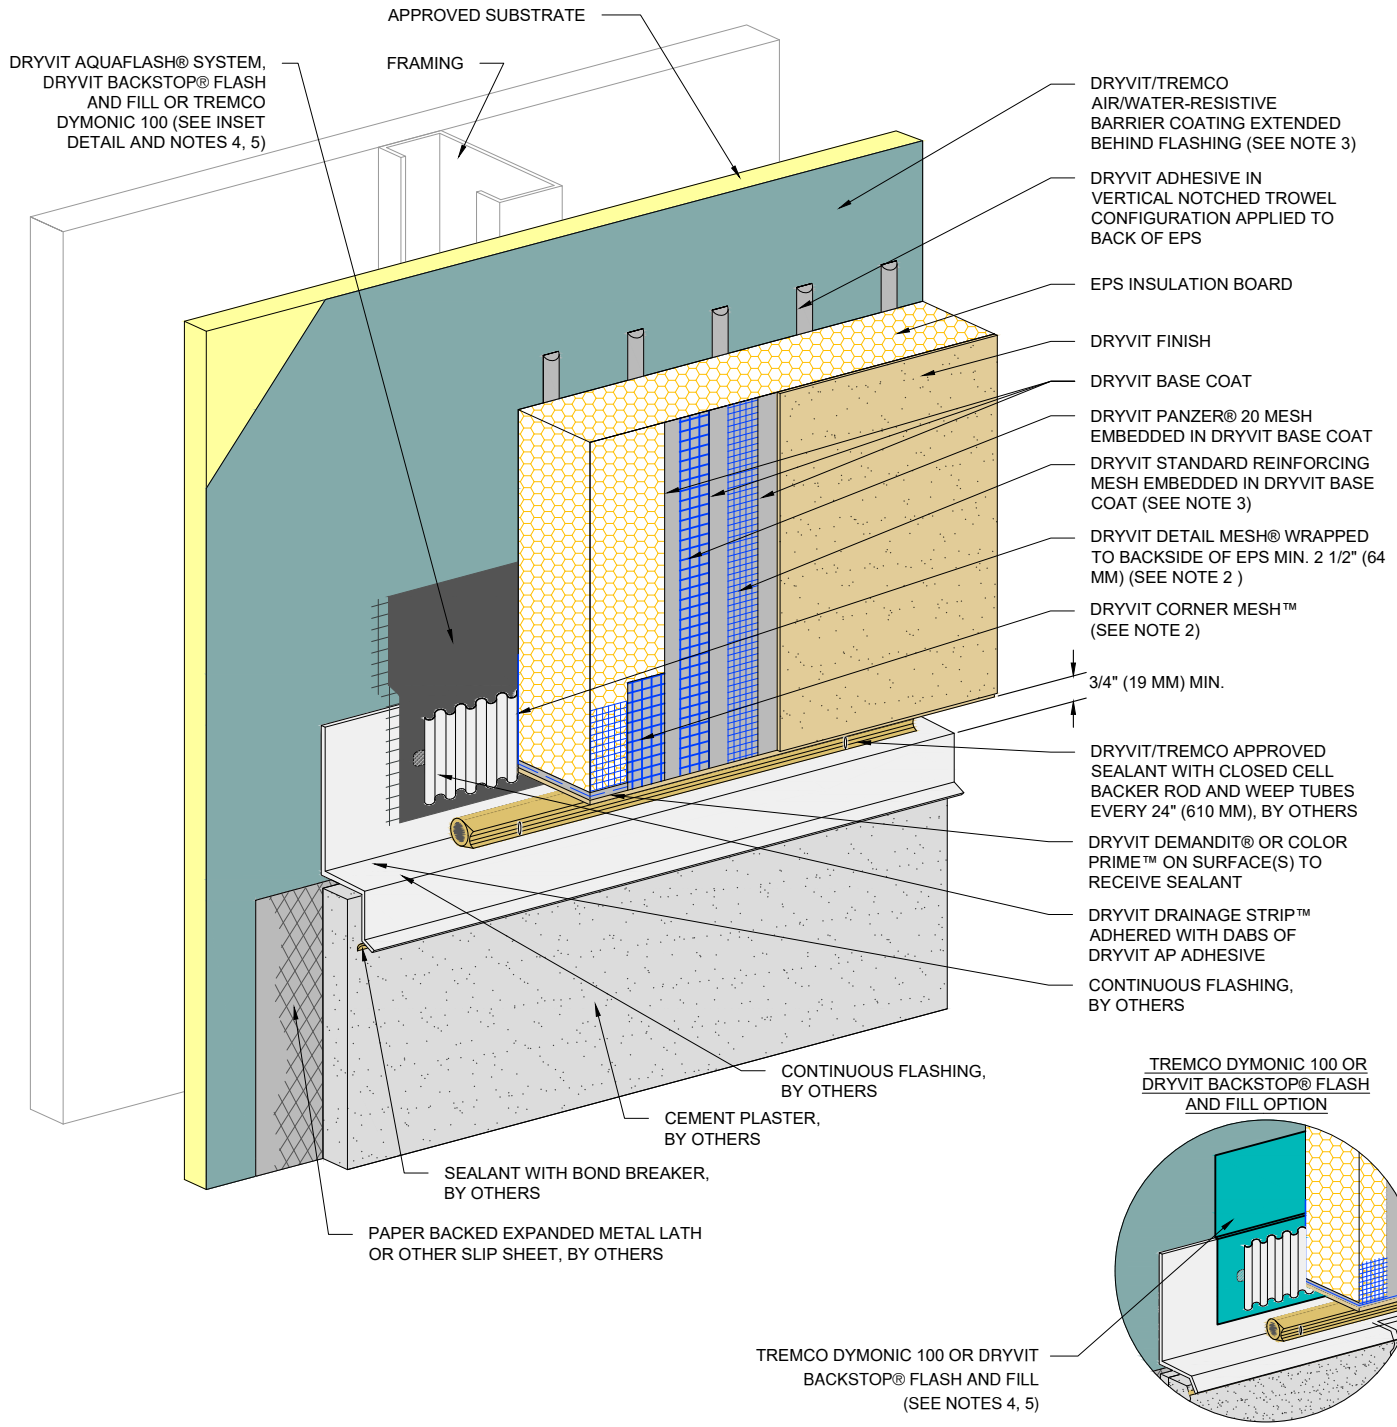 APPROVED SUBSTRATE
DRYVIT AQUAFLASH® SYSTEM,
DRYVIT BACKSTOP® FLASH
AND FILL OR TREMCO
DYMONIC 100 (SEE INSET
DETAIL AND NOTES 4, 5)
FRAMING
DRYVIT/TREMCO
AIR/WATER-RESISTIVE
BARRIER COATING EXTENDED
BEHIND FLASHING (SEE NOTE 3)
DRYVIT ADHESIVE IN
VERTICAL NOTCHED TROWEL
CONFIGURATION APPLIED TO
BACK OF EPS
EPS INSULATION BOARD
DRYVIT FINISH
DRYVIT BASE COAT
DRYVIT PANZER® 20 MESH
EMBEDDED IN DRYVIT BASE COAT
DRYVIT STANDARD REINFORCING
MESH EMBEDDED IN DRYVIT BASE
COAT (SEE NOTE 3)
DRYVIT DETAIL MESH® WRAPPED
TO BACKSIDE OF EPS MIN. 2 1/2" (64
MM) (SEE NOTE 2 )
DRYVIT CORNER MESH™
(SEE NOTE 2)
3/4" (19 MM) MIN.
DRYVIT/TREMCO APPROVED
SEALANT WITH CLOSED CELL
BACKER ROD AND WEEP TUBES
EVERY 24" (610 MM), BY OTHERS
DRYVIT DEMANDIT® OR COLOR
PRIME™ ON SURFACE(S) TO
RECEIVE SEALANT
DRYVIT DRAINAGE STRIP™
ADHERED WITH DABS OF
DRYVIT AP ADHESIVE
CONTINUOUS FLASHING,
BY OTHERS
CONTINUOUS FLASHING,
BY OTHERS
CEMENT PLASTER,
BY OTHERS
SEALANT WITH BOND BREAKER,
BY OTHERS
PAPER BACKED EXPANDED METAL LATH
OR OTHER SLIP SHEET, BY OTHERS
TREMCO DYMONIC 100 OR
DRYVIT BACKSTOP® FLASH
AND FILL OPTION
TREMCO DYMONIC 100 OR DRYVIT
BACKSTOP® FLASH AND FILL
(SEE NOTES 4, 5)